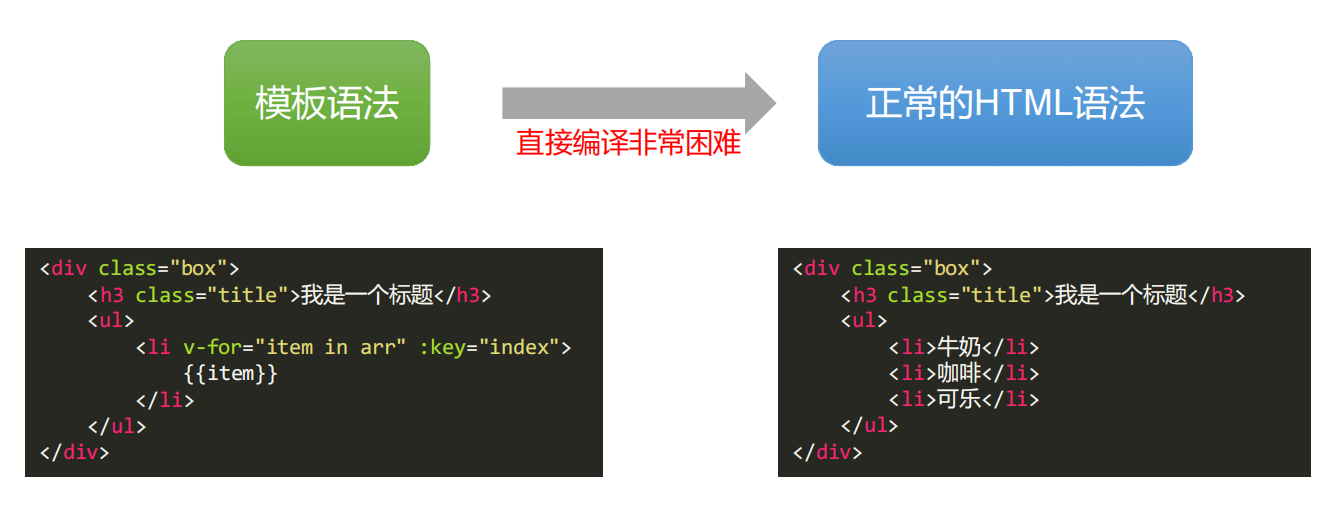 模板语法
直接编译非常困难
正常的HTML语法
<div class="box">
    <h3 class="title">我是一个标题</h3>
    <ul>
        <li v-for="item in arr" :key="index">
            {{item}}
        </li>
    </ul>
</div>
<div class="box">
    <h3 class="title">我是一个标题</h3>
    <ul>
        <li>牛奶</li>
        <li>咖啡</li>
        <li>可乐</li>
    </ul>
</div>